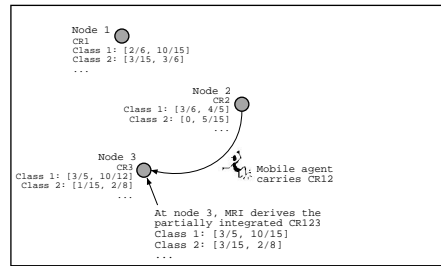 Node 1
CR1
Class 1: [2/6, 10/15]
Class 2: [3/15, 3/6]
...
Node 2
CR2
Class 1: [3/6, 4/5]
Class 2: [0, 5/15]
...
Node 3
CR3
Class 1: [3/5, 10/12]
Class 2: [1/15, 2/8]
...
Mobile agent
carries CR12
At node 3, MRI derives the
partially integrated CR123
Class 1: [3/5, 10/15]
Class 2: [3/15, 2/8]
...